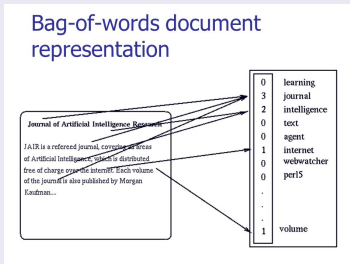 Bag-of-words document
representation
Journal of Artificial Intelligence Research
JAIR is a refereed journal, covering all areas
of Artificial Intelligence, which is distributed
free of charge over the internet. Each volume
of the journal is also published by Morgan
Kaufman....
0 learning
3 journal
2 intelligence
0 text
0 agent
1 internet
0 webwatcher
0 perl5
.
.
.
1 volume